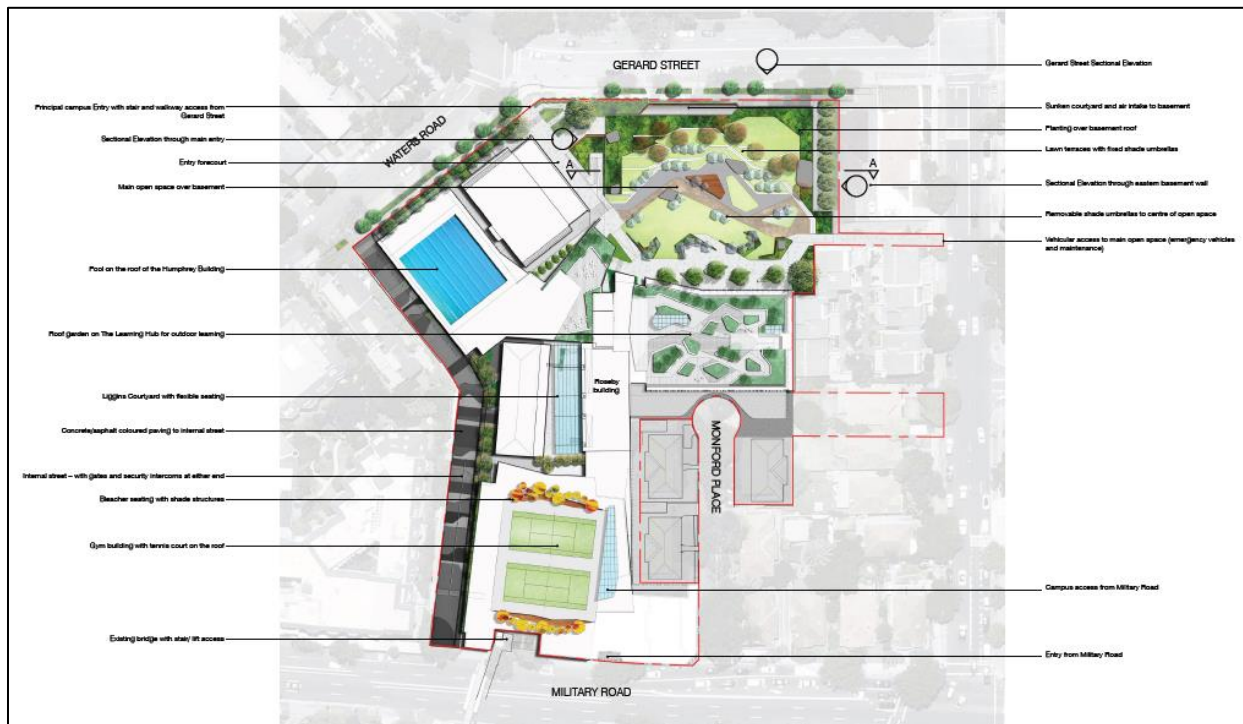 GERARD STREET
Gerard Street Sectional Elevation
Principal campus Entry with stair and walkway access from
Gerard Street
Sunken courtyard and air intake to basement
WATERS ROAD
Planting over basement roof
Sectional Elevation through main entry
Lawn terraces with fixed shade umbrellas
Entry forecourt
A
A
Main open space over basement
Sectional Elevation through eastern basement wall
Removable shade umbrellas to centre of open space
Vehicular access to main open space (emergency vehicles
and maintenance)
Pool on the roof of the Humphrey Building
Roof garden on The Learning Hub for outdoor learning
Roseby
building
Liggins Courtyard with flexible seating
Concrete/asphalt coloured paving to internal street
MONFORD PLACE
Internal street – with gates and security intercoms at either end
Bleacher seating with shade structures
Gym building with tennis court on the roof
Campus access from Military Road
Existing bridge with stair/ lift access
Entry from Military Road
MILITARY ROAD